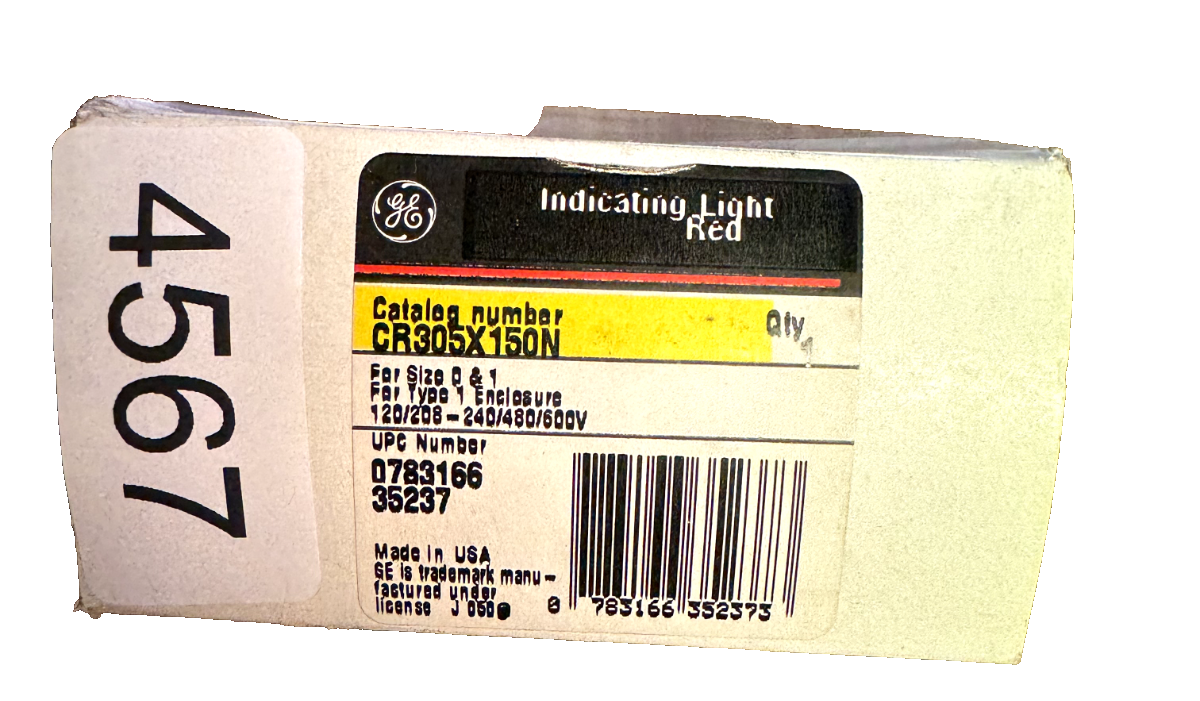 4567
GE
Indicating Light
Red
Catalog number
CR305X150N
Qty
1
For Size 0 & 1
For Type 1 Enclosure
120/208-240/480/600V
UPC Number
0783166
35237
Made in USA
GE is trademark manu-
factured under
license J 050
0 783166 352373